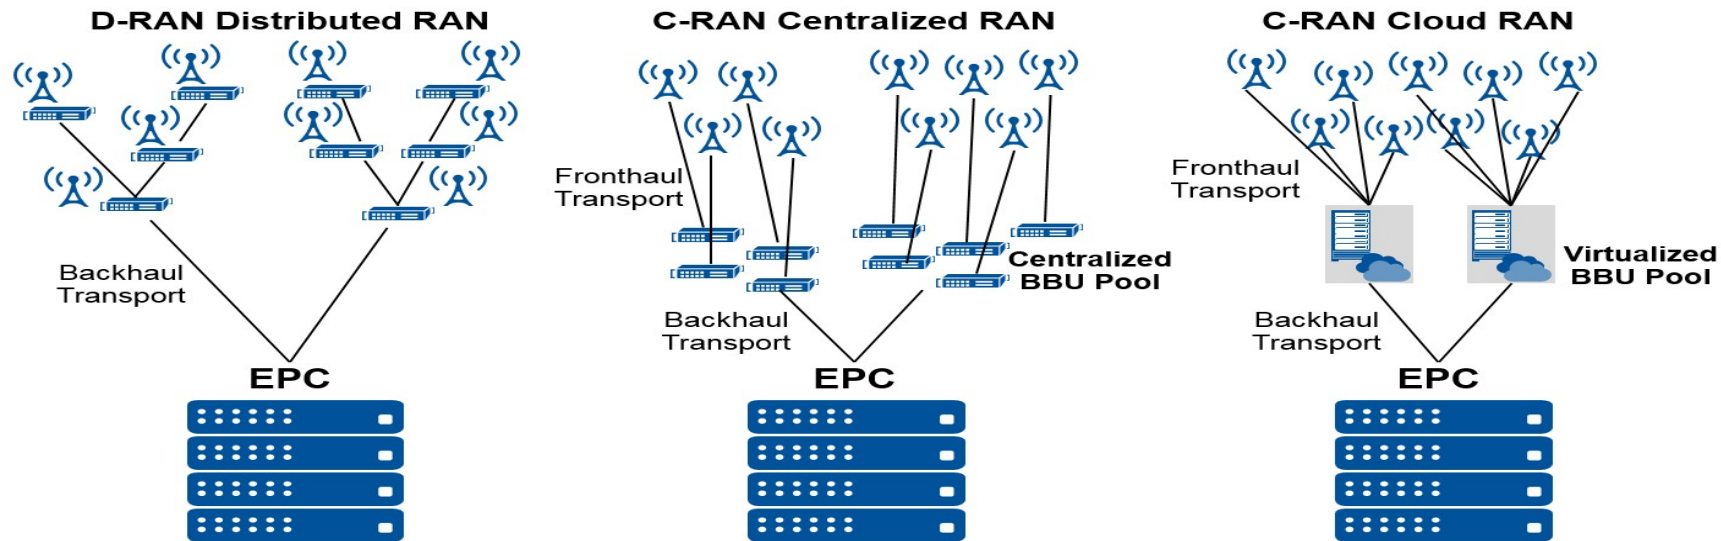 D-RAN Distributed RAN
Backhaul
Transport
EPC
C-RAN Centralized RAN
Fronthaul
Transport
Centralized
BBU Pool
Backhaul
Transport
EPC
C-RAN Cloud RAN
Fronthaul
Transport
Virtualized
BBU Pool
Backhaul
Transport
EPC